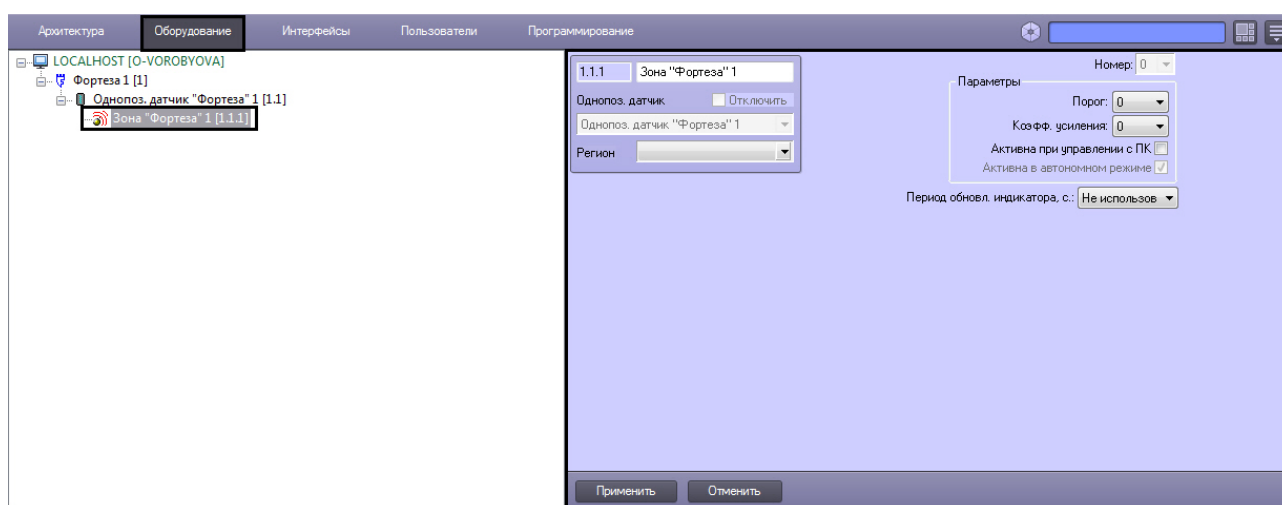 Архитектура Оборудование Интерфейсы Пользователи Программирование
LOCALHOST [O-VOROBYOVA]
Фортеза 1 [1]
Однопоз. датчик "Фортеза" 1 [1.1]
Зона "Фортеза" 1 [1.1.1]
1.1.1 Зона "Фортеза" 1
Однопоз. датчик Отключить
Однопоз. датчик "Фортеза" 1
Регион
Номер: 0
Параметры
Порог: 0
Коэфф. усиления: 0
Активна при управлении с ПК
Активна в автономном режиме
Период обновл. индикатора, с.: Не использов
Применить Отменить